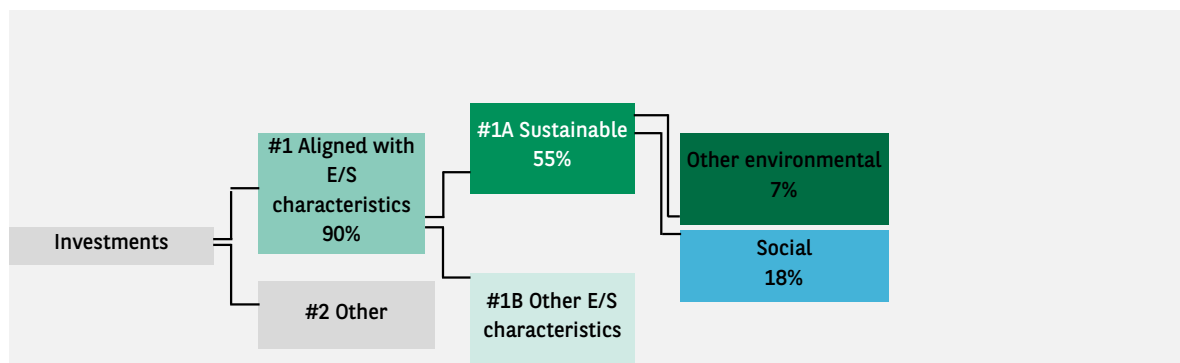 Investments
#1 Aligned with
E/S
characteristics
90%
#2 Other
#1A Sustainable
55%
#1B Other E/S
characteristics
Other environmental
7%
Social
18%